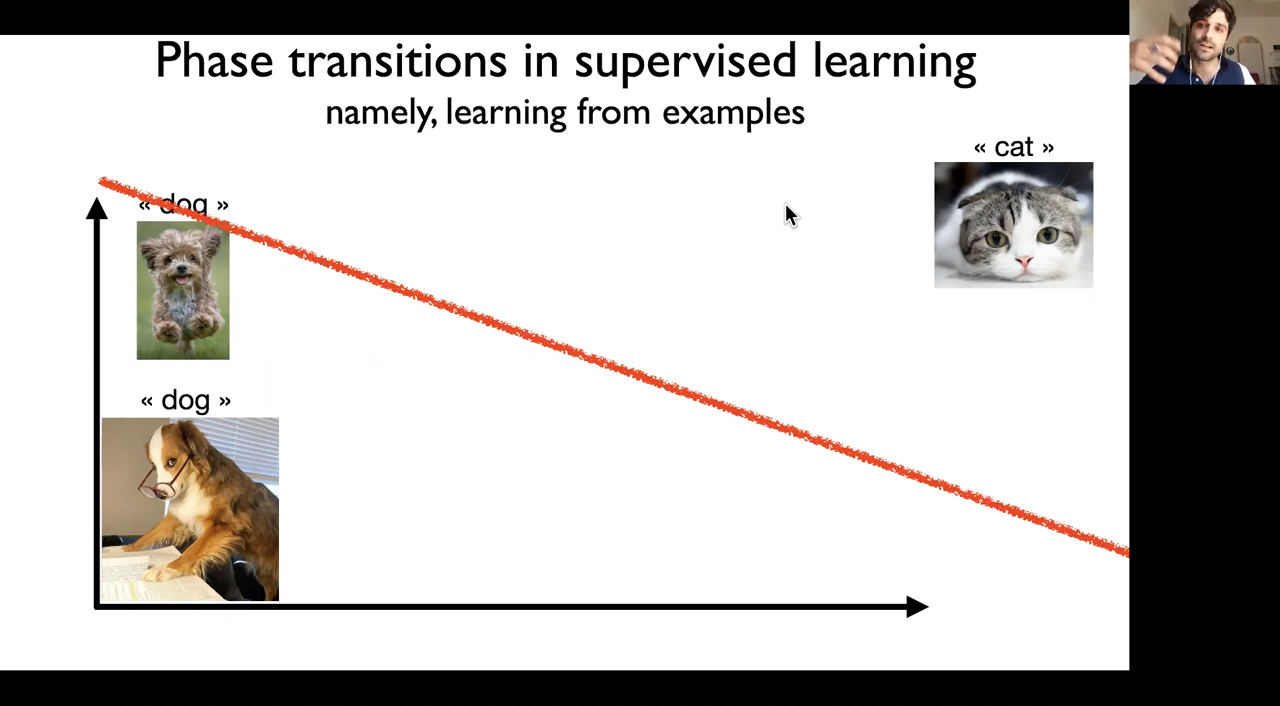 Phase transitions in supervised learning
namely, learning from examples
« cat »
« dog »
« dog »